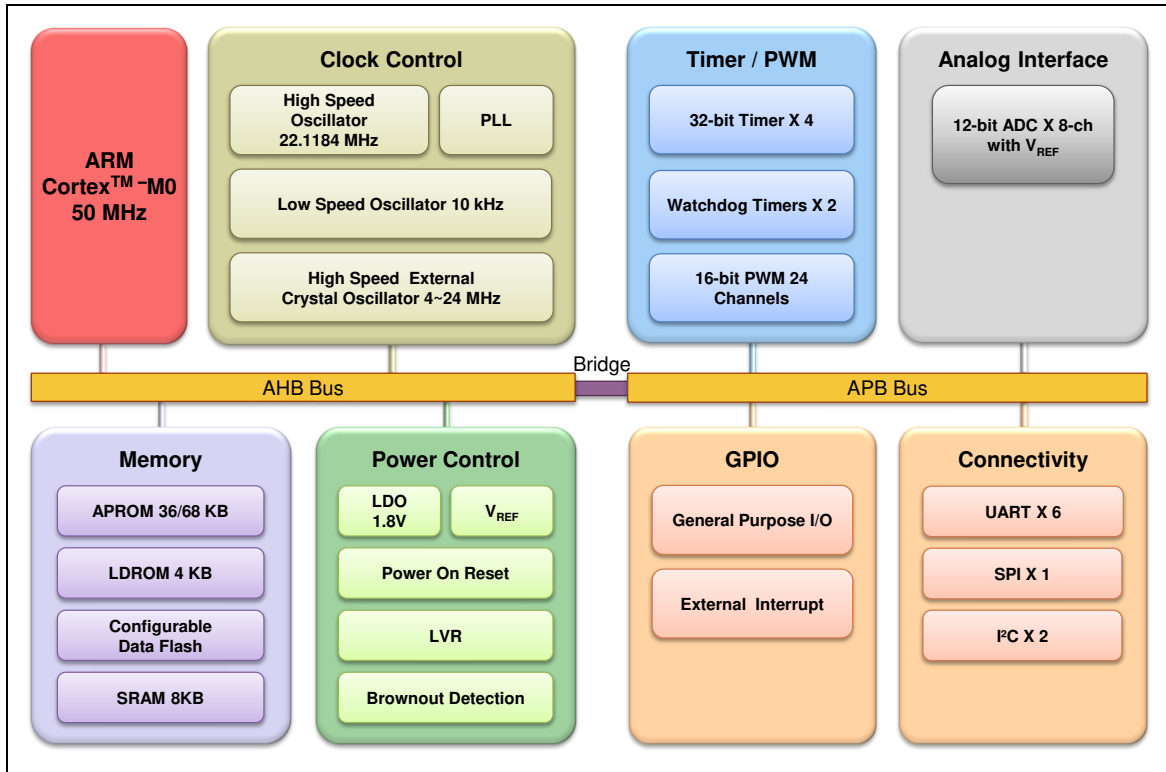 ARM
Cortex™ –M0
50 MHz
Clock Control
High Speed
Oscillator
22.1184 MHz
PLL
Low Speed Oscillator 10 kHz
High Speed External
Crystal Oscillator 4~24 MHz
Timer / PWM
32-bit Timer X 4
Watchdog Timers X 2
16-bit PWM 24
Channels
Analog Interface
12-bit ADC X 8-ch
with VREF
AHB Bus
Bridge
APB Bus
Memory
APROM 36/68 KB
LDROM 4 KB
Configurable
Data Flash
SRAM 8KB
Power Control
LDO
1.8V
VREF
Power On Reset
LVR
Brownout Detection
GPIO
General Purpose I/O
External Interrupt
Connectivity
UART X 6
SPI X 1
I²C X 2